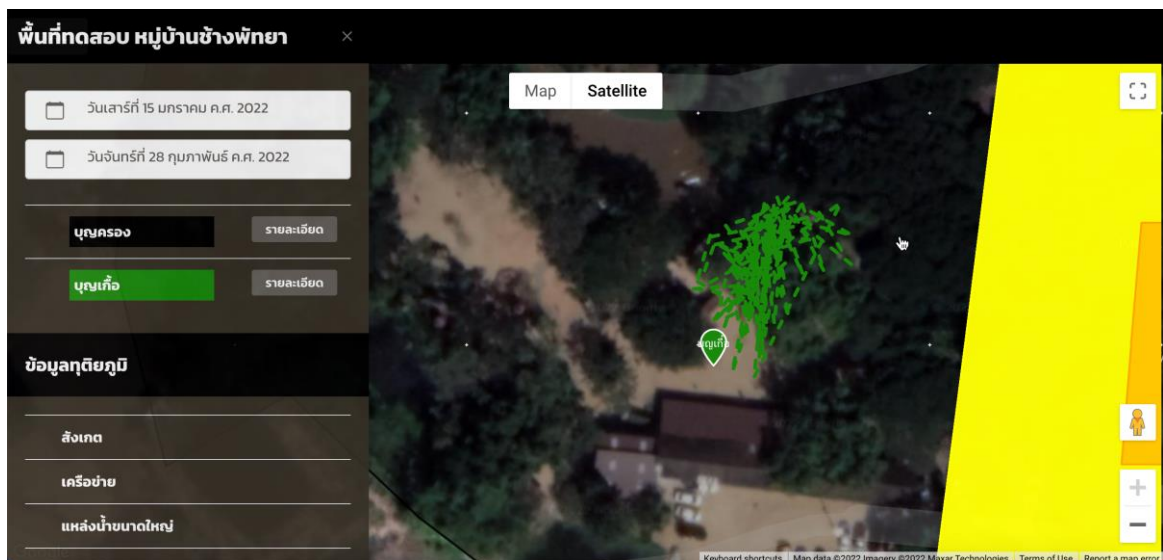 พื้นที่ทดสอบ หมู่บ้านช้างพัทยา ×
วันเสาร์ที่ 15 มกราคม ค.ศ. 2022
วันจันทร์ที่ 28 กุมภาพันธ์ ค.ศ. 2022
บุญครอง รายละเอียด
บุญเกื้อ รายละเอียด
ข้อมูลทุติยภูมิ
สังเกต
เครือข่าย
แหล่งน้ำขนาดใหญ่
Map Satellite
บุญเกื้อ
Keyboard shortcuts Map data ©2022 Imagery ©2022 Maxar Technologies Terms of Use Report a map error